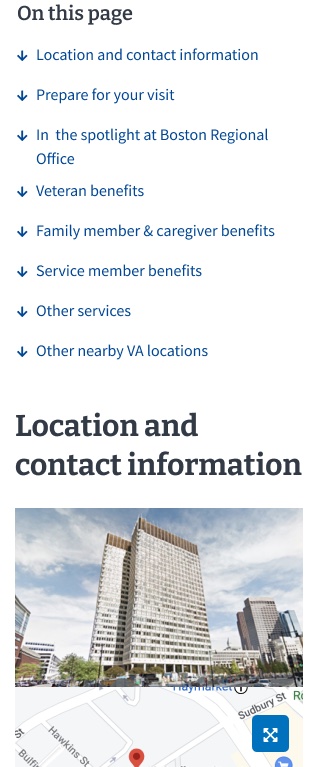 On this page
Location and contact information
Prepare for your visit
In the spotlight at Boston Regional
Office
Veteran benefits
Family member & caregiver benefits
Service member benefits
Other services
Other nearby VA locations
Location and
contact information
Haymarket
Sudbury St
Hawkins St
St